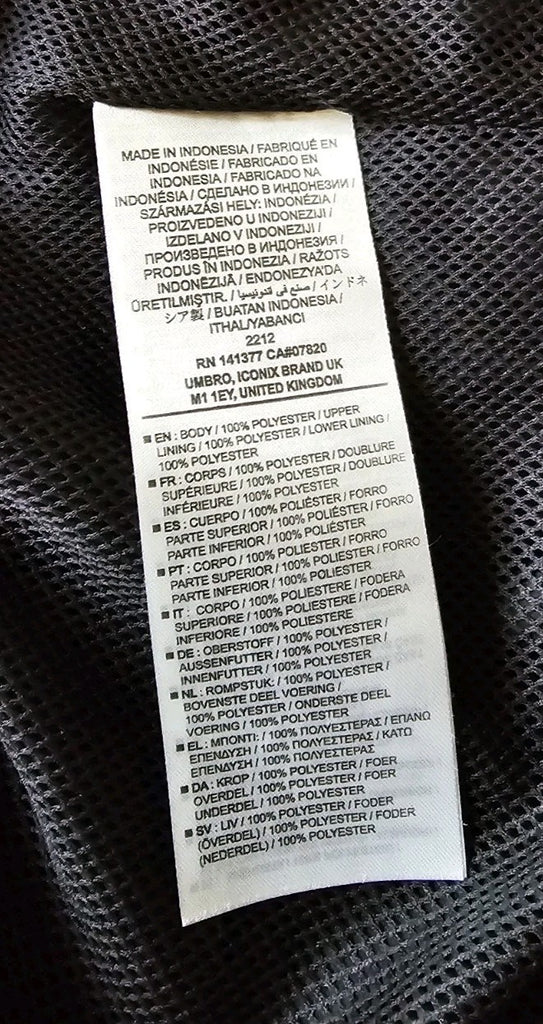 MADE IN INDONESIA / FABRIQUÉ EN
INDONÉSIE / FABRICADO EN
INDONESIA / FABRICADO NA
INDONÉSIA / СДЕЛАНО В ИНДОНЕЗИИ /
SZÁRMAZÁSI HELY: INDONÉZIA /
PROIZVEDENO U INDONEZIJI /
IZDELANO V INDONEZIJI /
ПРОИЗВЕДЕНО В ИНДОНЕЗИЯ /
PRODUS ÎN INDONEZIA / RAŽOTS
INDONĒZIJĀ / ENDONEZYA'DA
ÜRETILMIŞTIR. / صنع في اندونيسيا / インドネ
シア製 / BUATAN INDONESIA /
ITHAL/YABANCI
2212
RN 141377 CA#07820
UMBRO, ICONIX BRAND UK
M1 1EY, UNITED KINGDOM
■ EN : BODY / 100% POLYESTER / UPPER
LINING / 100% POLYESTER / LOWER LINING /
100% POLYESTER
■ FR : CORPS / 100% POLYESTER / DOUBLURE
SUPÉRIEURE / 100% POLYESTER / DOUBLURE
INFÉRIEURE / 100% POLYESTER
■ ES : CUERPO / 100% POLIÉSTER / FORRO
PARTE SUPERIOR / 100% POLIÉSTER / FORRO
PARTE INFERIOR / 100% POLIÉSTER
■ PT : CORPO / 100% POLIESTER / FORRO
PARTE SUPERIOR / 100% POLIESTER / FORRO
PARTE INFERIOR / 100% POLIESTER
■ IT : CORPO / 100% POLIESTERE / FODERA
SUPERIORE / 100% POLIESTERE / FODERA
INFERIORE / 100% POLIESTERE
■ DE : OBERSTOFF / 100% POLYESTER /
AUSSENFUTTER / 100% POLYESTER /
INNENFUTTER / 100% POLYESTER
■ NL : ROMPSTUK: / 100% POLYESTER /
BOVENSTE DEEL VOERING /
100% POLYESTER / ONDERSTE DEEL
VOERING / 100% POLYESTER
■ EL : ΜΠΟΝΤΙ: / 100% ΠΟΛΥΕΣΤΕΡΑΣ / ΕΠΑΝΩ
ΕΠΕΝΔΥΣΗ / 100% ΠΟΛΥΕΣΤΕΡΑΣ / ΚΑΤΩ
ΕΠΕΝΔΥΣΗ / 100% ΠΟΛΥΕΣΤΕΡΑΣ
■ DA : KROP / 100% POLYESTER / FOER
OVERDEL / 100% POLYESTER / FOER
UNDERDEL / 100% POLYESTER
■ SV : LIV / 100% POLYESTER / FODER
(ÖVERDEL) / 100% POLYESTER / FODER
(NEDERDEL) / 100% POLYESTER